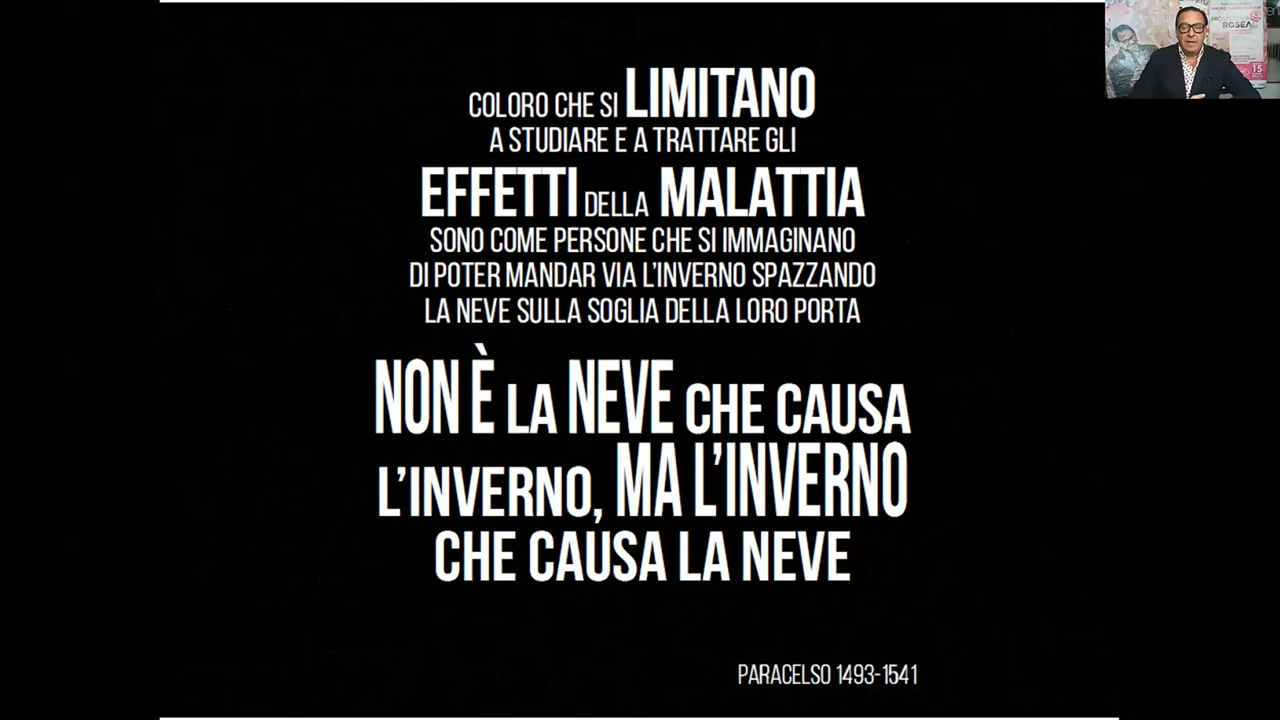 COLORO CHE SI LIMITANO
A STUDIARE E A TRATTARE GLI
EFFETTI DELLA MALATTIA
SONO COME PERSONE CHE SI IMMAGINANO
DI POTER MANDAR VIA L'INVERNO SPAZZANDO
LA NEVE SULLA SOGLIA DELLA LORO PORTA
NON È LA NEVE CHE CAUSA
L'INVERNO, MA L'INVERNO
CHE CAUSA LA NEVE
PARACELSO 1493-1541
ROSEA
15